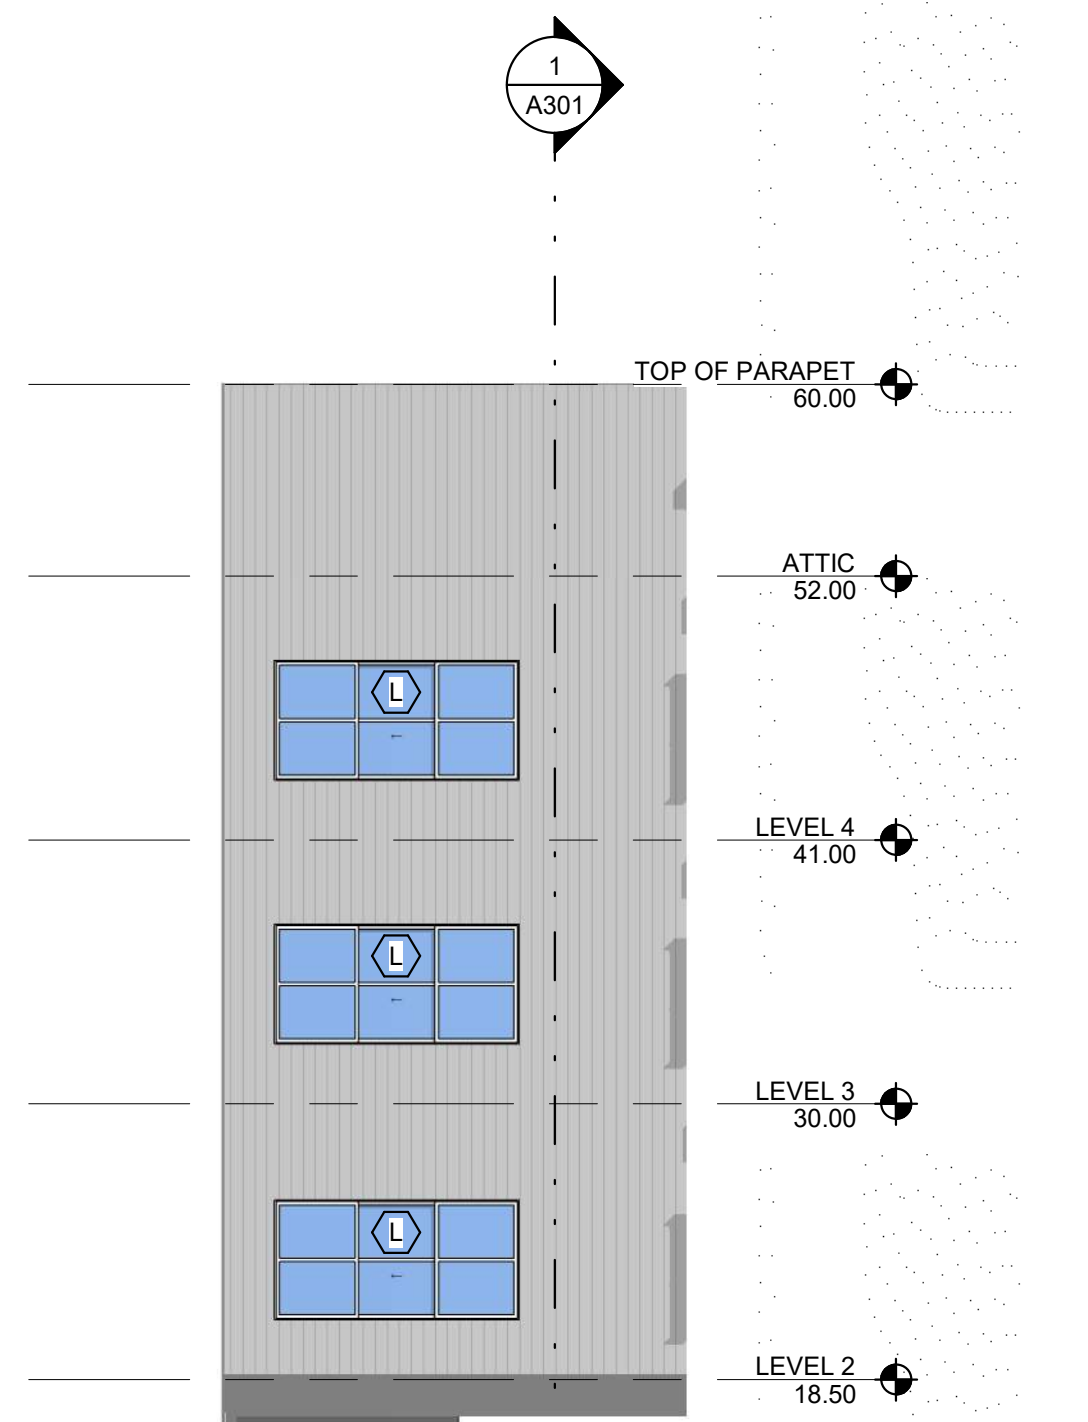 1
A301
TOP OF PARAPET
60.00
ATTIC
52.00
L
LEVEL 4
41.00
L
LEVEL 3
30.00
L
LEVEL 2
18.50